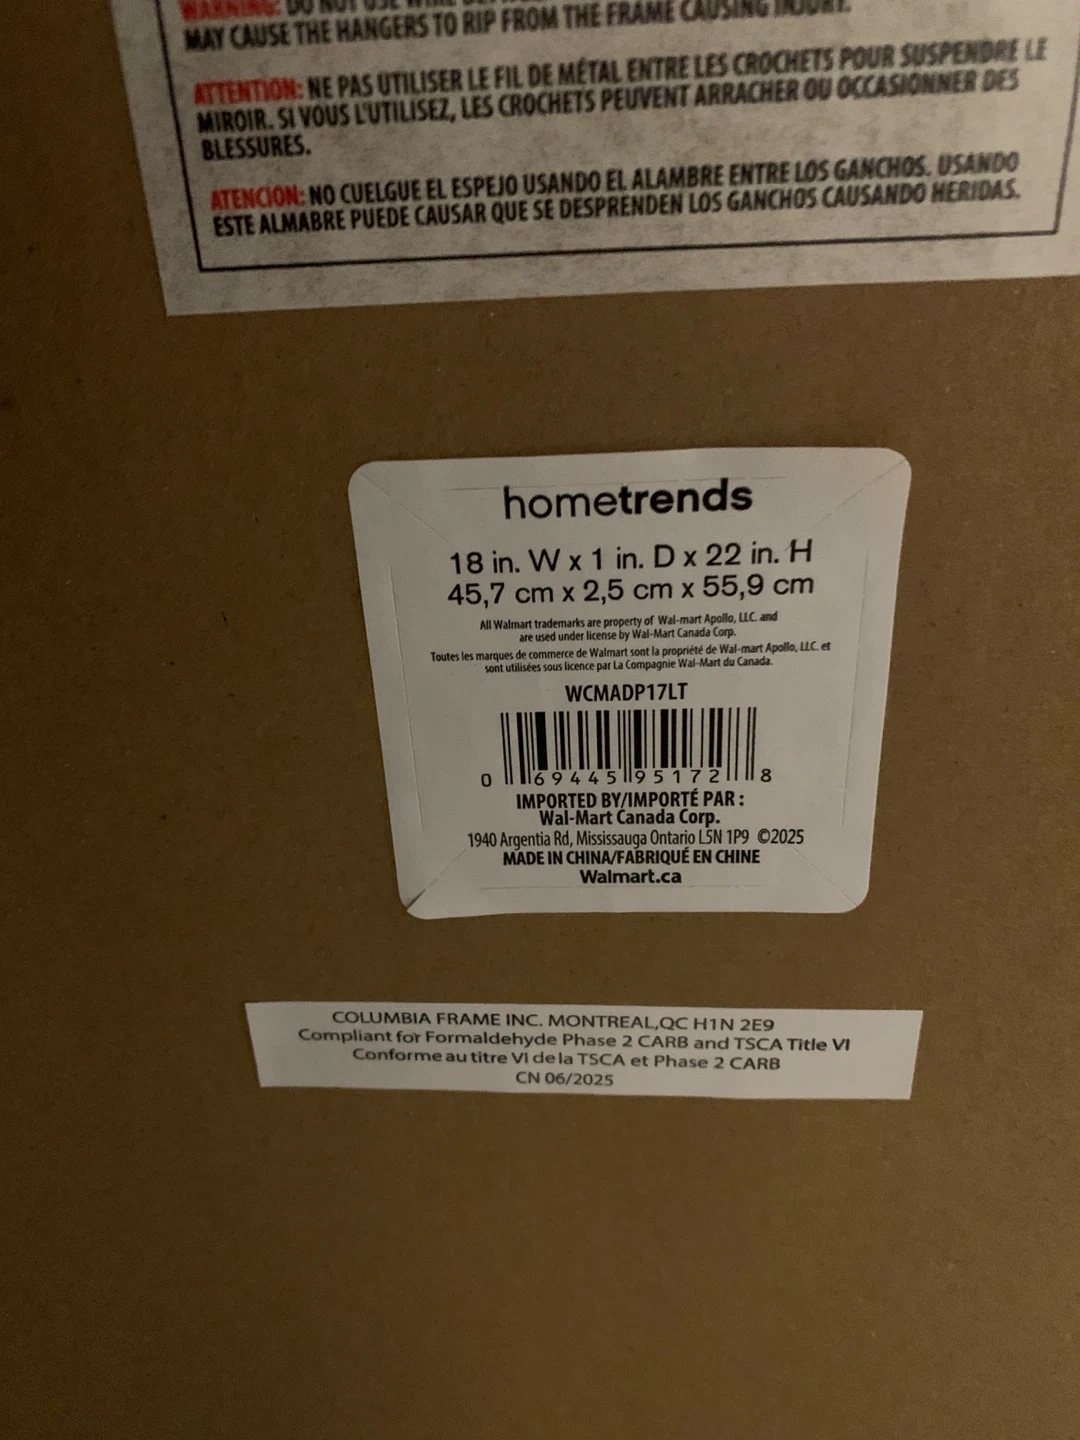 WARNING: DO NOT USE WIRE
MAY CAUSE THE HANGERS TO RIP FROM THE FRAME CAUSING INJURY.
ATTENTION: NE PAS UTILISER LE FIL DE MÉTAL ENTRE LES CROCHETS POUR SUSPENDRE LE
MIROIR. SI VOUS L'UTILISEZ, LES CROCHETS PEUVENT ARRACHER OU OCCASIONNER DES
BLESSURES.
ATENCION: NO CUELGUE EL ESPEJO USANDO EL ALAMBRE ENTRE LOS GANCHOS. USANDO
ESTE ALMABRE PUEDE CAUSAR QUE SE DESPRENDEN LOS GANCHOS CAUSANDO HERIDAS.
hometrends
18 in. W x 1 in. D x 22 in. H
45,7 cm x 2,5 cm x 55,9 cm
All Walmart trademarks are property of Wal-mart Apollo, LLC. and
are used under license by Wal-Mart Canada Corp.
Toutes les marques de commerce de Walmart sont la propriété de Wal-mart Apollo, LLC. et
sont utilisées sous licence par La Compagnie Wal-Mart du Canada.
WCMADP17LT
0 69445 95172 8
IMPORTED BY/IMPORTÉ PAR :
Wal-Mart Canada Corp.
1940 Argentia Rd, Mississauga Ontario L5N 1P9 ©2025
MADE IN CHINA/FABRIQUÉ EN CHINE
Walmart.ca
COLUMBIA FRAME INC. MONTREAL,QC H1N 2E9
Compliant for Formaldehyde Phase 2 CARB and TSCA Title VI
Conforme au titre VI de la TSCA et Phase 2 CARB
CN 06/2025